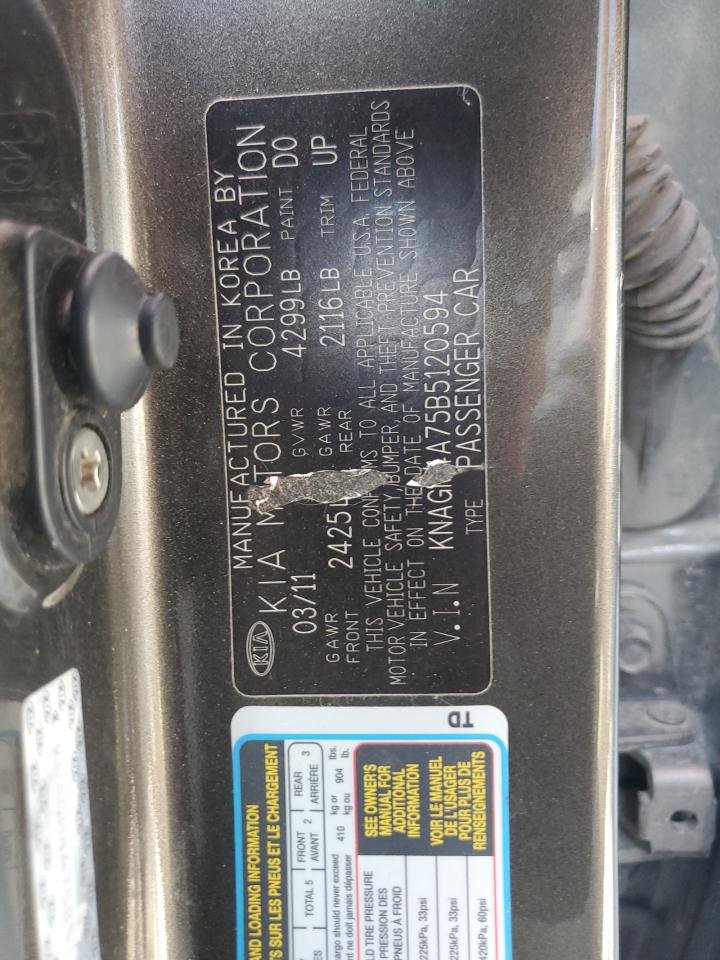 MANUFACTURED IN KOREA BY
KIA KIA MOTORS CORPORATION
03/11 GVWR 4299LB PAINT D0
GAWR FRONT 2425 GAWR REAR 2116LB TRIM UP
THIS VEHICLE CONFORMS TO ALL APPLICABLE U.S.A. FEDERAL
MOTOR VEHICLE SAFETY, BUMPER, AND THEFT PREVENTION STANDARDS
IN EFFECT ON THE DATE OF MANUFACTURE SHOWN ABOVE
V.I.N A75B5120594
TYPE PASSENGER CAR
TD
AND LOADING INFORMATION
SUR LES PNEUS ET LE CHARGEMENT
TOTAL 5 FRONT AVANT 2 REAR ARRIÈRE 3
cargo should never exceed 410 kg or 904 lbs.
ne doit jamais dépasser kg ou lb.
TIRE PRESSURE
PRESSION DES
PNEUS À FROID
225kPa, 33psi
225kPa, 33psi
420kPa, 60psi
SEE OWNER'S
MANUAL FOR
ADDITIONAL
INFORMATION
VOIR LE MANUEL
DE L'USAGER
POUR PLUS DE
RENSEIGNEMENTS